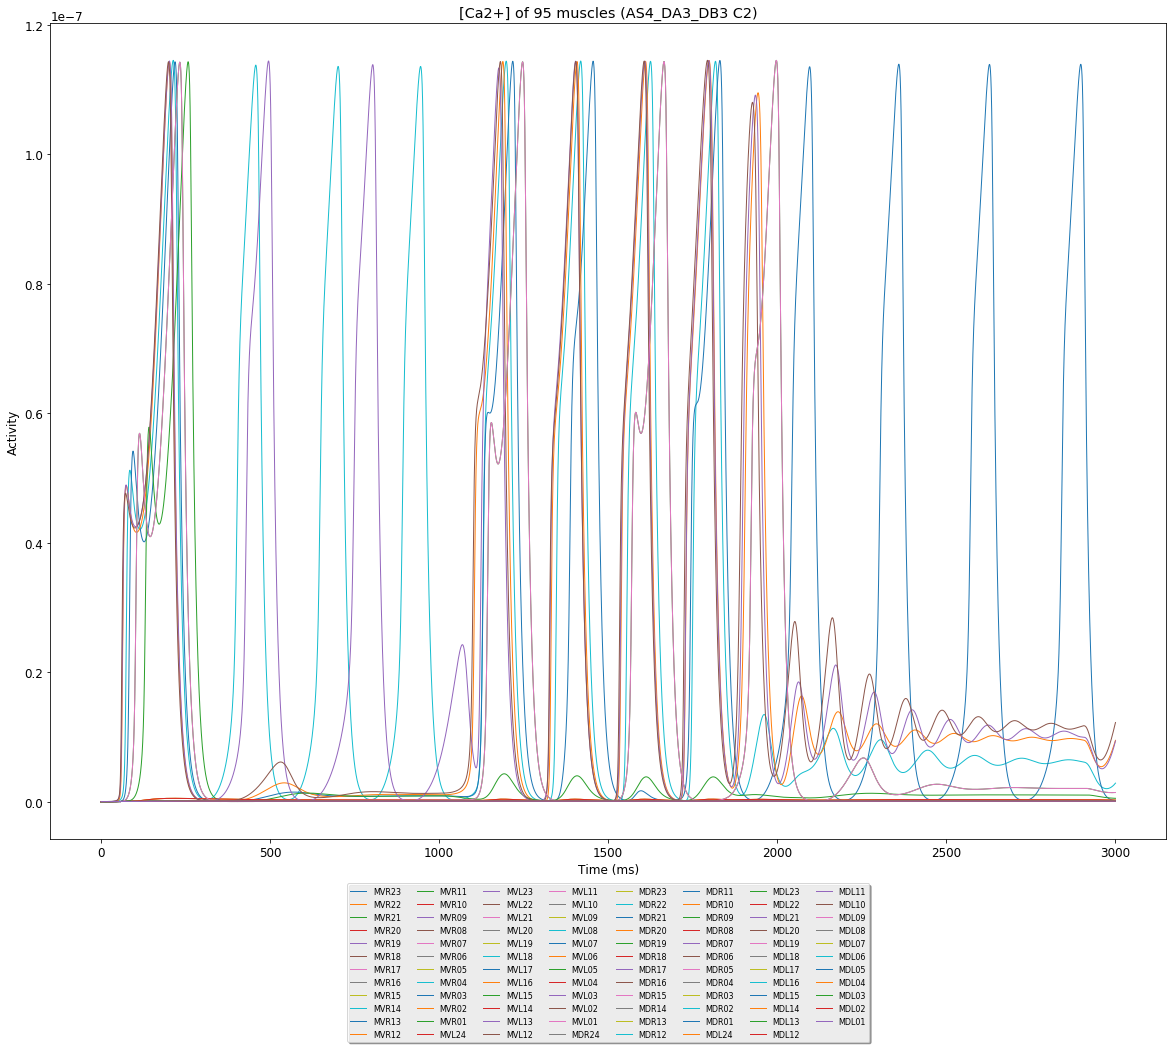 [Ca2+] of 95 muscles (AS4_DA3_DB3 C2)
1e−7
1.2
1.0
0.8
0.6
0.4
0.2
0.0
Activity
0 500 1000 1500 2000 2500 3000
Time (ms)
MVR23 MVR11 MVL23 MVL11 MDR23 MDR11 MDL23 MDL11
MVR22 MVR10 MVL22 MVL10 MDR22 MDR10 MDL22 MDL10
MVR21 MVR09 MVL21 MVL09 MDR21 MDR09 MDL21 MDL09
MVR20 MVR08 MVL20 MVL08 MDR20 MDR08 MDL20 MDL08
MVR19 MVR07 MVL19 MVL07 MDR19 MDR07 MDL19 MDL07
MVR18 MVR06 MVL18 MVL06 MDR18 MDR06 MDL18 MDL06
MVR17 MVR05 MVL17 MVL05 MDR17 MDR05 MDL17 MDL05
MVR16 MVR04 MVL16 MVL04 MDR16 MDR04 MDL16 MDL04
MVR15 MVR03 MVL15 MVL03 MDR15 MDR03 MDL15 MDL03
MVR14 MVR02 MVL14 MVL02 MDR14 MDR02 MDL14 MDL02
MVR13 MVR01 MVL13 MVL01 MDR13 MDR01 MDL13 MDL01
MVR12 MVL24 MVL12 MDR24 MDR12 MDL24 MDL12